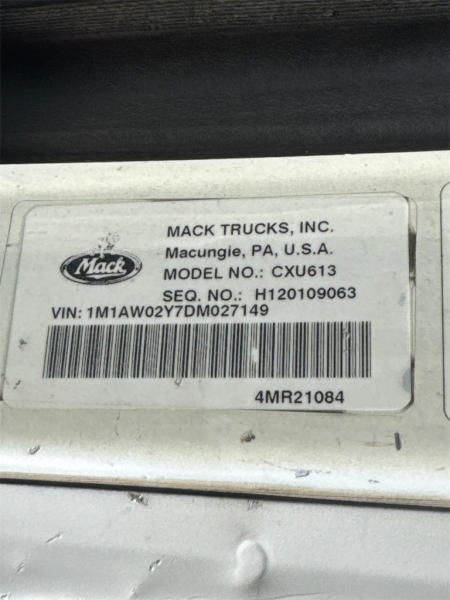 MACK TRUCKS, INC.
Macungie, PA, U.S.A.
Mack
MODEL NO.: CXU613
SEQ. NO.: H120109063
VIN: 1M1AW02Y7DM027149
4MR21084